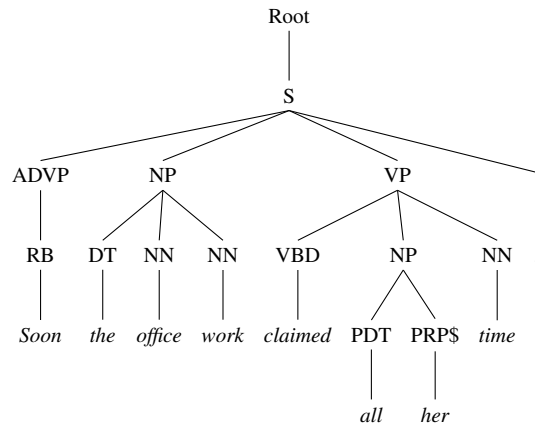 Root
S
ADVP NP VP
RB DT NN NN VBD NP NN
Soon the office work claimed PDT PRP$ time
all her